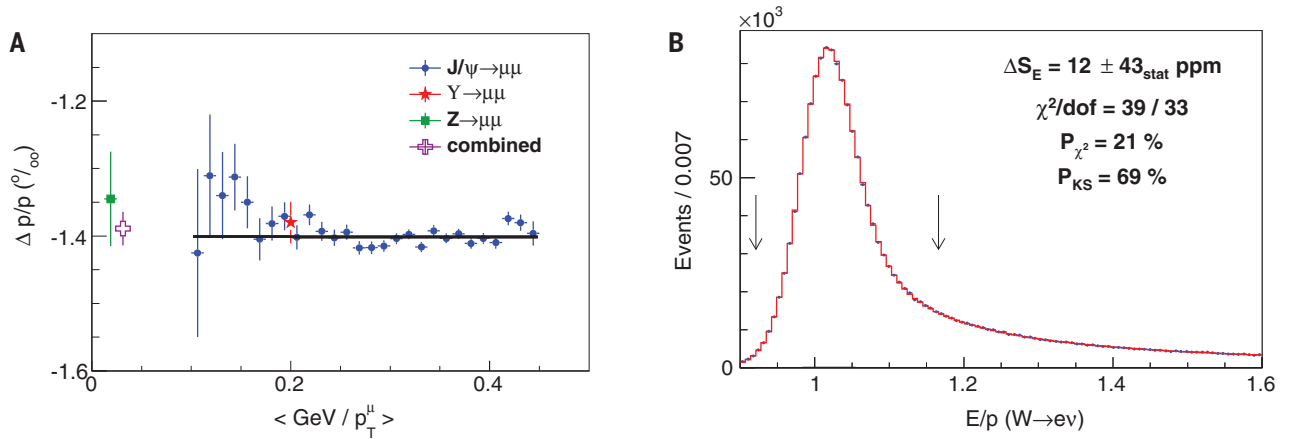 A
Δ p/p (⁰/₀₀)
-1.2
-1.4
-1.6
0
0.2
0.4
< GeV / p_T^μ >
J/ψ→μμ
Υ→μμ
Z→μμ
combined
B
×10³
Events / 0.007
50
0
1
1.2
1.4
1.6
E/p (W→eν)
ΔS_E = 12 ± 43_stat ppm
χ²/dof = 39 / 33
P_χ² = 21 %
P_KS = 69 %